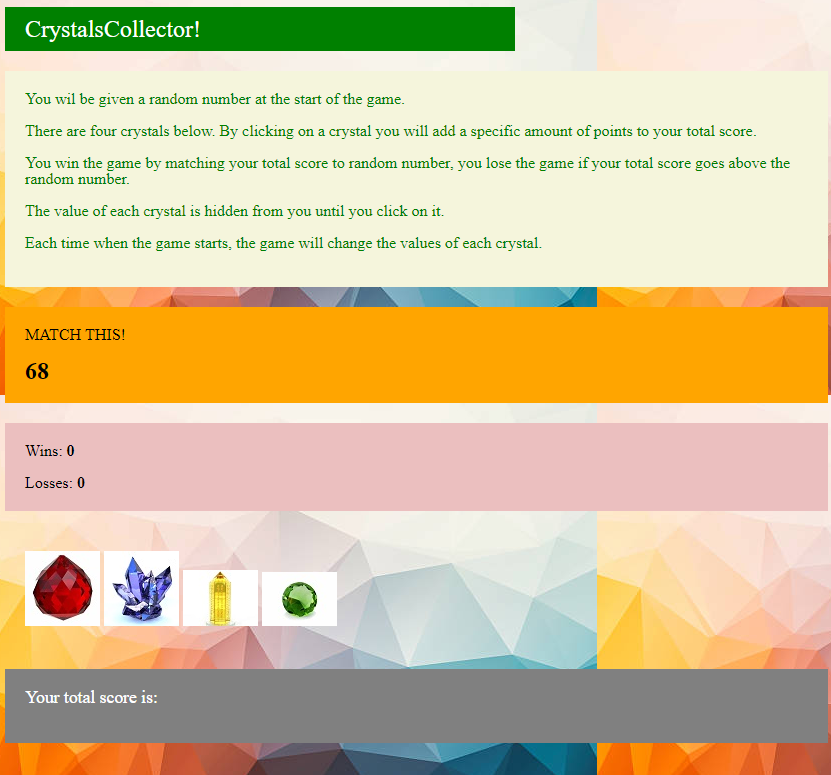 CrystalsCollector!
You wil be given a random number at the start of the game.
There are four crystals below. By clicking on a crystal you will add a specific amount of points to your total score.
You win the game by matching your total score to random number, you lose the game if your total score goes above the
random number.
The value of each crystal is hidden from you until you click on it.
Each time when the game starts, the game will change the values of each crystal.
MATCH THIS!
68
Wins: 0
Losses: 0
Your total score is: